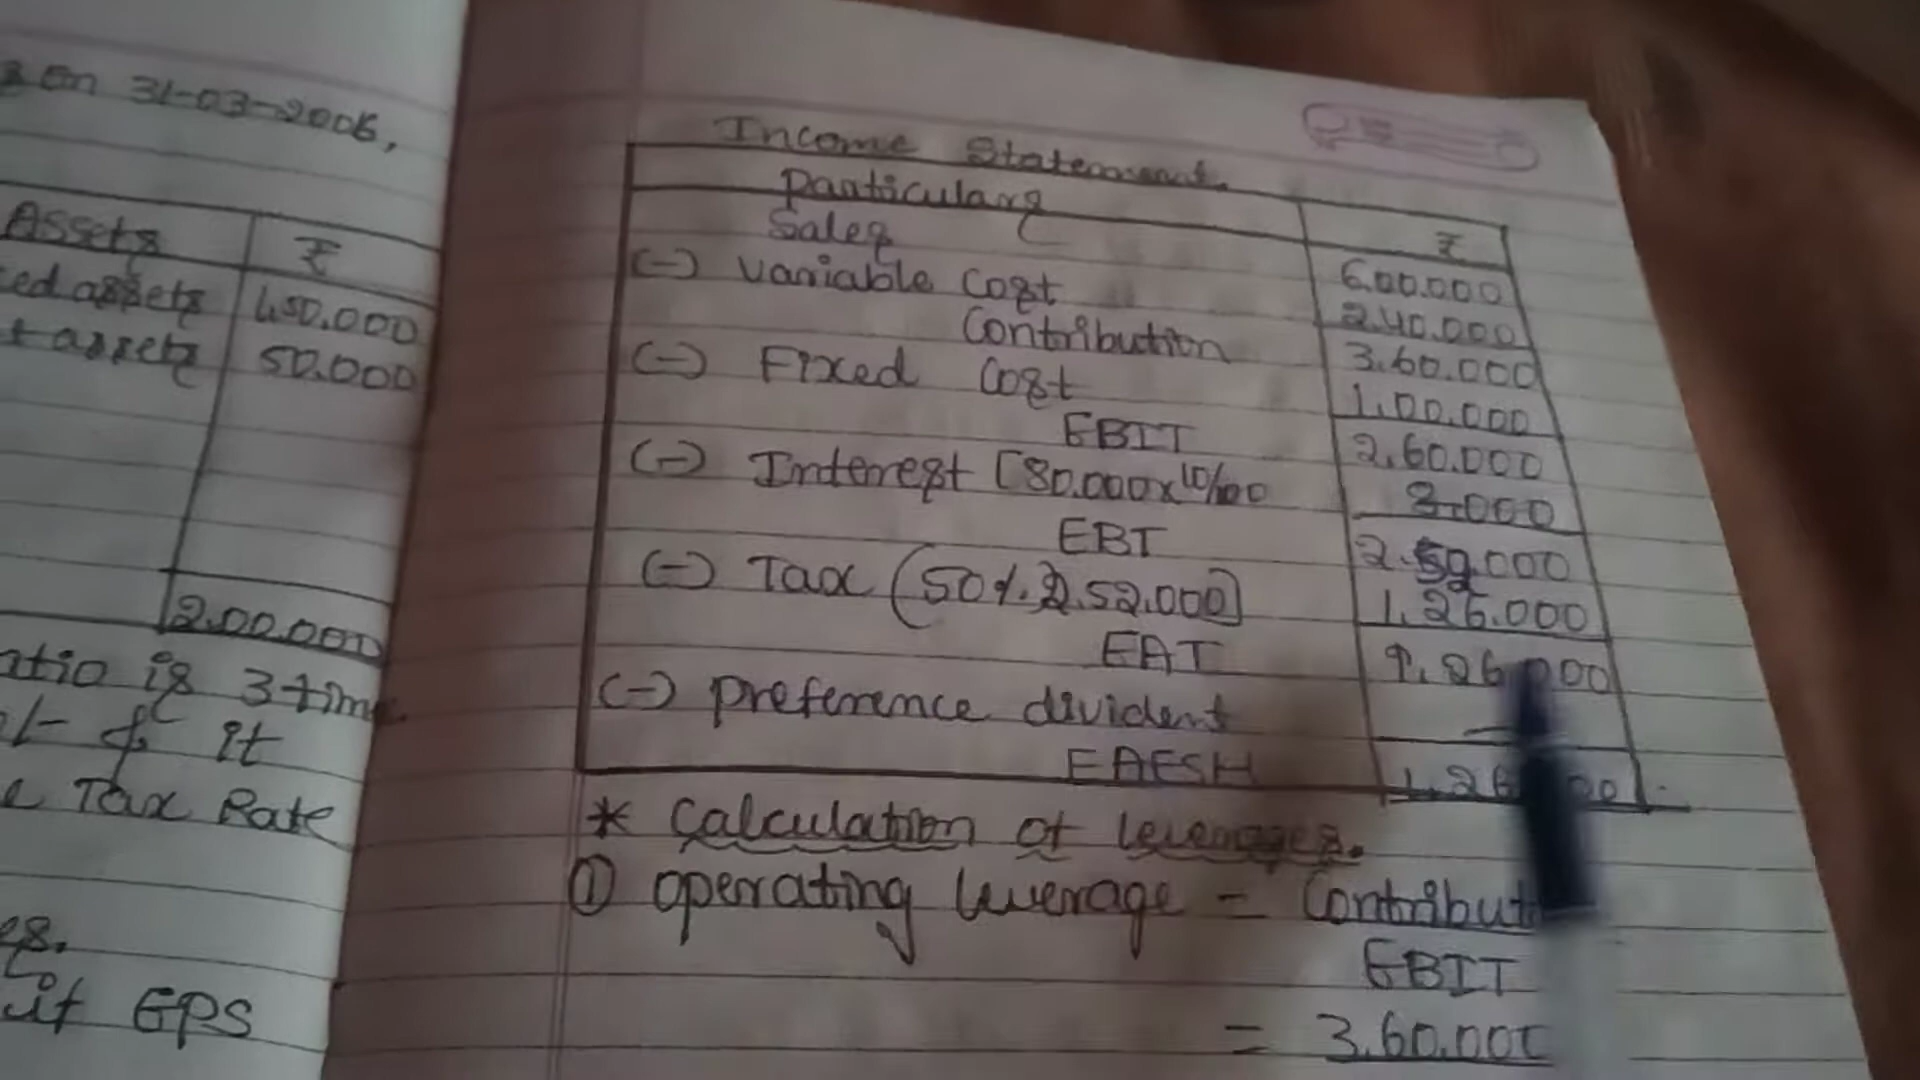 en 31-03-2006,
Assets ₹
ed assets 1,50,000
t assets 50,000
2,00,000
atio is 3 time
/- & it
Tax Rate
es.
it EPS
Income Statement.
Particulars ₹
Sales 6,00,000
(-) Variable Cost 2,40,000
Contribution 3,60,000
(-) Fixed Cost 1,00,000
EBIT 2,60,000
(-) Interest [80,000x10/100 8,000
EBT 2,52,000
(-) Tax (50%. 2,52,000) 1,26,000
EAT 1,26,000
(-) preference divident —
EAESH
* Calculation of leverages.
① operating leverage = Contribut
EBIT
= 3,60,000